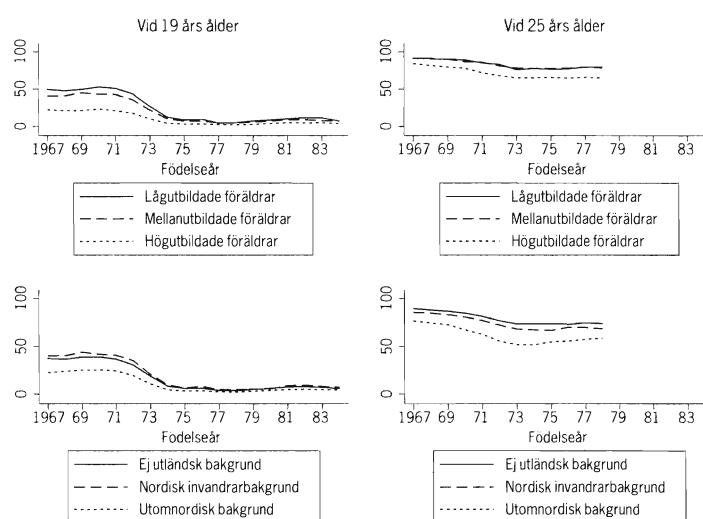 Vid 19 års ålder
100
50
0
1967 69 71 73 75 77 79 81 83
Födelseår
Lågutbildade föräldrar
Mellanutbildade föräldrar
Högutbildade föräldrar
Vid 25 års ålder
100
50
0
1967 69 71 73 75 77 79 81 83
Födelseår
Lågutbildade föräldrar
Mellanutbildade föräldrar
Högutbildade föräldrar
100
50
0
1967 69 71 73 75 77 79 81 83
Födelseår
Ej utländsk bakgrund
Nordisk invandrarbakgrund
Utomnordisk bakgrund
100
50
0
1967 69 71 73 75 77 79 81 83
Födelseår
Ej utländsk bakgrund
Nordisk invandrarbakgrund
Utomnordisk bakgrund